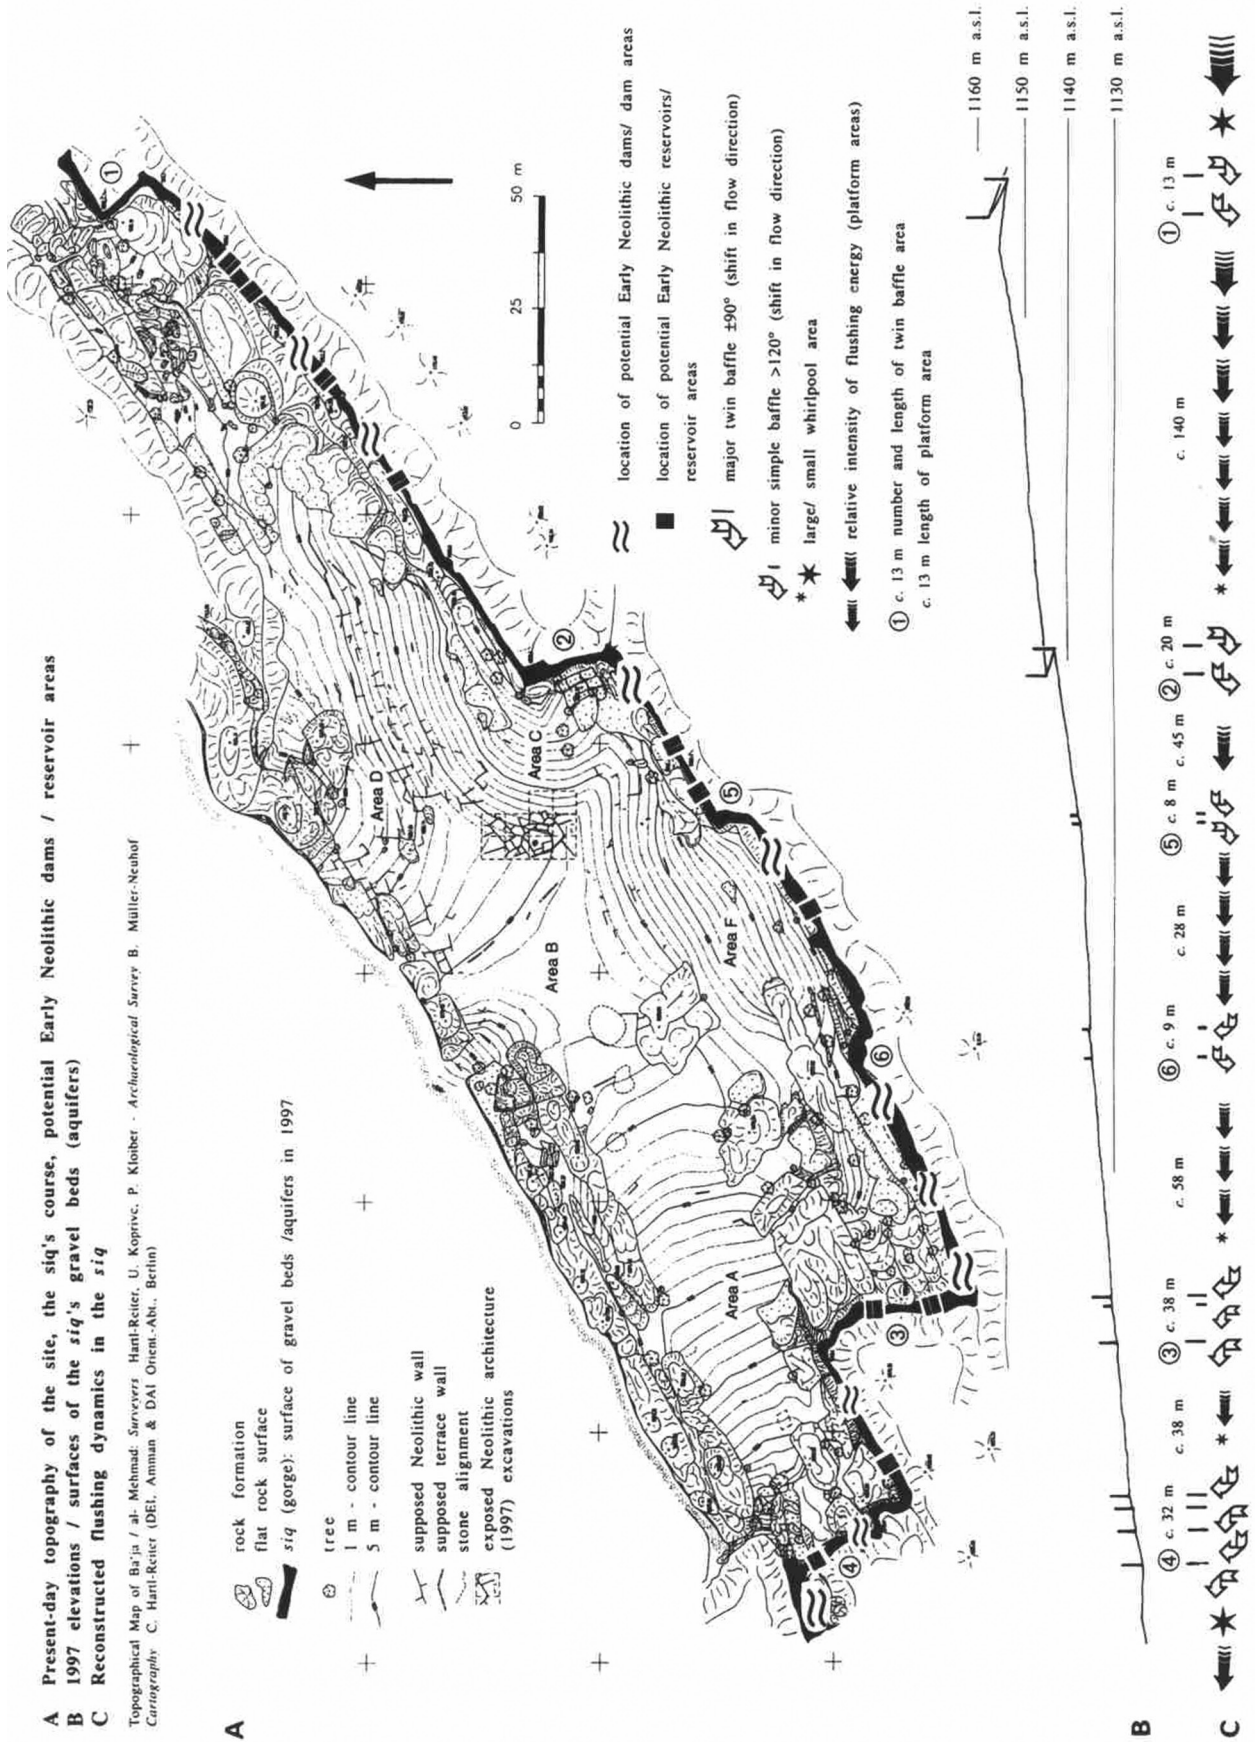 A Present-day topography of the site, the siq's course, potential Early Neolithic dams / reservoir areas
B 1997 elevations / surfaces of the siq's gravel beds (aquifers)
C Reconstructed flushing dynamics in the siq
Topographical Map of Ba'ja / al- Mehmad: Surveyers Hartl-Reiter, U. Koprivc, P. Kloiber - Archaeological Survey B. Müller-Neuhof
Cartography C. Hartl-Reiter (DEI, Amman & DAI Orient-Abt., Berlin)
A
rock formation
flat rock surface
siq (gorge): surface of gravel beds /aquifers in 1997
tree
1 m - contour line
5 m - contour line
supposed Neolithic wall
supposed terrace wall
stone alignment
exposed Neolithic architecture
(1997) excavations
Area D
Area C
Area B
Area F
Area A
①
②
⑤
⑥
③
④
0 25 50 m
location of potential Early Neolithic dams/ dam areas
location of potential Early Neolithic reservoirs/
reservoir areas
major twin baffle ±90° (shift in flow direction)
minor simple baffle >120° (shift in flow direction)
large/ small whirlpool area
relative intensity of flushing energy (platform areas)
① c. 13 m number and length of twin baffle area
c. 13 m length of platform area
1160 m a.s.l.
1150 m a.s.l.
1140 m a.s.l.
1130 m a.s.l.
B
④ c. 32 m c. 38 m ③ c. 38 m c. 58 m ⑥ c. 9 m c. 28 m ⑤ c. 8 m c. 45 m ② c. 20 m c. 140 m ① c. 13 m
C